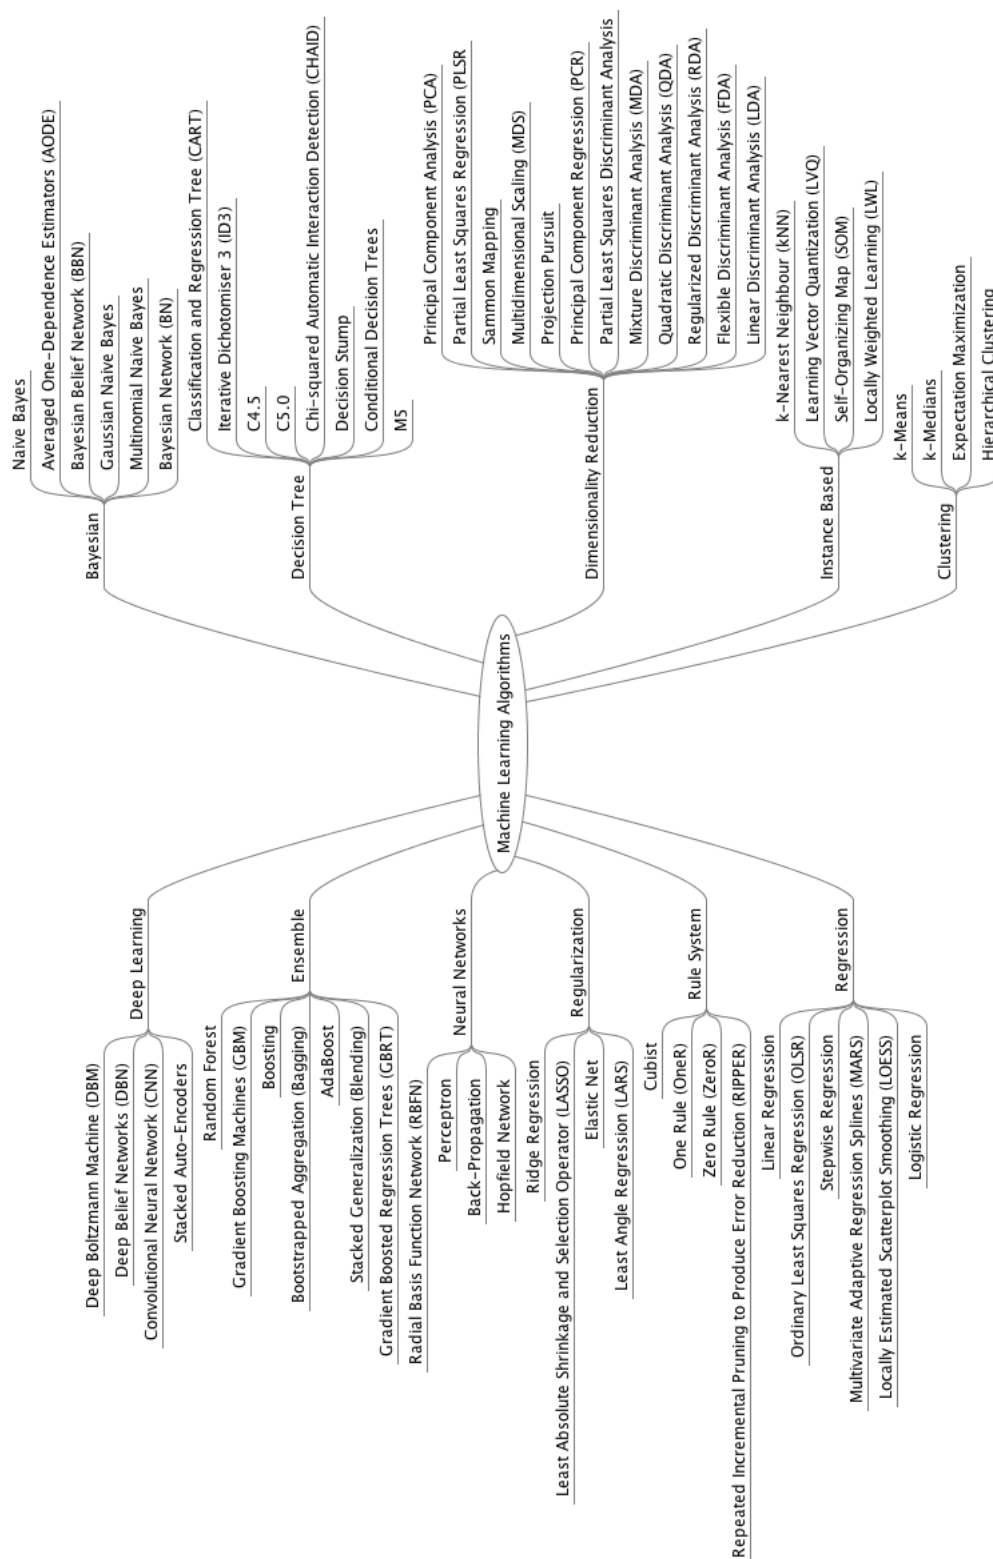 Machine Learning Algorithms
Deep Learning
Deep Boltzmann Machine (DBM)
Deep Belief Networks (DBN)
Convolutional Neural Network (CNN)
Stacked Auto-Encoders
Ensemble
Random Forest
Gradient Boosting Machines (GBM)
Boosting
Bootstrapped Aggregation (Bagging)
AdaBoost
Stacked Generalization (Blending)
Gradient Boosted Regression Trees (GBRT)
Neural Networks
Radial Basis Function Network (RBFN)
Perceptron
Back-Propagation
Hopfield Network
Regularization
Ridge Regression
Least Absolute Shrinkage and Selection Operator (LASSO)
Elastic Net
Least Angle Regression (LARS)
Rule System
Cubist
One Rule (OneR)
Zero Rule (ZeroR)
Repeated Incremental Pruning to Produce Error Reduction (RIPPER)
Regression
Linear Regression
Ordinary Least Squares Regression (OLSR)
Stepwise Regression
Multivariate Adaptive Regression Splines (MARS)
Locally Estimated Scatterplot Smoothing (LOESS)
Logistic Regression
Bayesian
Naive Bayes
Averaged One-Dependence Estimators (AODE)
Bayesian Belief Network (BBN)
Gaussian Naive Bayes
Multinomial Naive Bayes
Bayesian Network (BN)
Decision Tree
Classification and Regression Tree (CART)
Iterative Dichotomiser 3 (ID3)
C4.5
C5.0
Chi-squared Automatic Interaction Detection (CHAID)
Decision Stump
Conditional Decision Trees
M5
Dimensionality Reduction
Principal Component Analysis (PCA)
Partial Least Squares Regression (PLSR
Sammon Mapping
Multidimensional Scaling (MDS)
Projection Pursuit
Principal Component Regression (PCR)
Partial Least Squares Discriminant Analysis
Mixture Discriminant Analysis (MDA)
Quadratic Discriminant Analysis (QDA)
Regularized Discriminant Analysis (RDA)
Flexible Discriminant Analysis (FDA)
Linear Discriminant Analysis (LDA)
Instance Based
k-Nearest Neighbour (kNN)
Learning Vector Quantization (LVQ)
Self-Organizing Map (SOM)
Locally Weighted Learning (LWL)
Clustering
k-Means
k-Medians
Expectation Maximization
Hierarchical Clustering